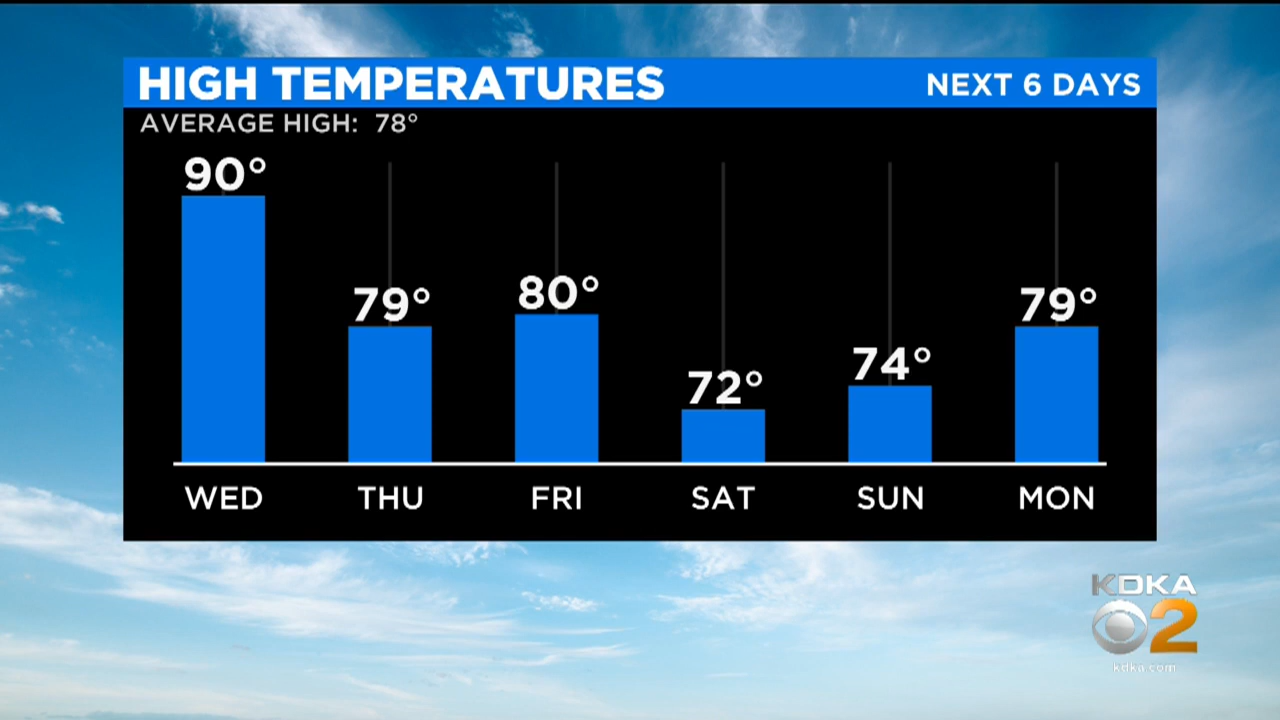 HIGH TEMPERATURES NEXT 6 DAYS
AVERAGE HIGH: 78°
90° 79° 80° 72° 74° 79°
WED THU FRI SAT SUN MON
KDKA
2
kdka.com